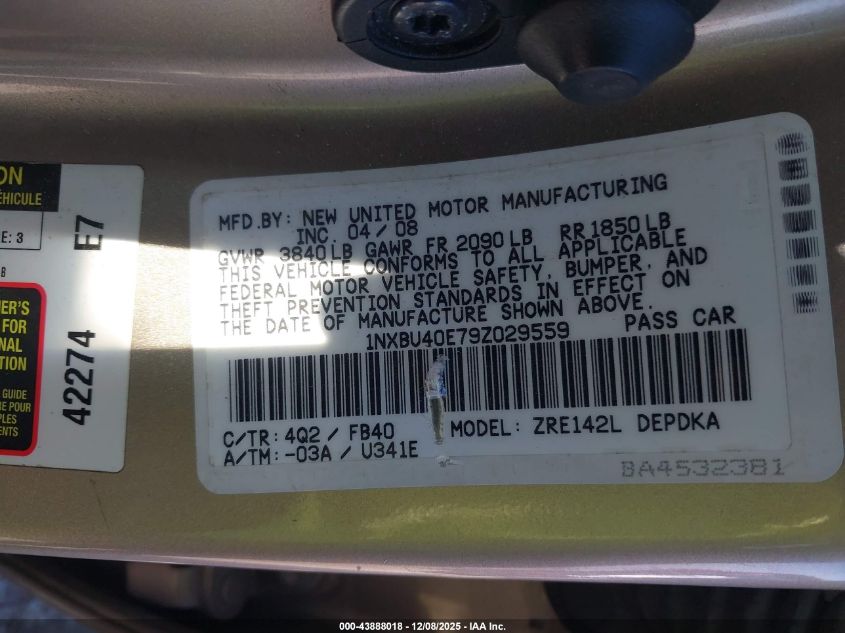 MFD.BY: NEW UNITED MOTOR MANUFACTURING
INC. 04/08
GVWR 3840LB GAWR FR 2090LB RR 1850LB
THIS VEHICLE CONFORMS TO ALL APPLICABLE
FEDERAL MOTOR VEHICLE SAFETY, BUMPER, AND
THEFT PREVENTION STANDARDS IN EFFECT ON
THE DATE OF MANUFACTURE SHOWN ABOVE.
1NXBU40E79Z029559 PASS CAR
C/TR: 4Q2 / FB40 MODEL: ZRE142L DEPDKA
A/TM: -03A / U341E
BA4532381
ON
ÉHICULE
E: 3
B
ER'S
FOR
NAL
TION
GUIDE
RE POUR
PLES
MENTS
42274 E7
000-43888018 - 12/08/2025 - IAA Inc.